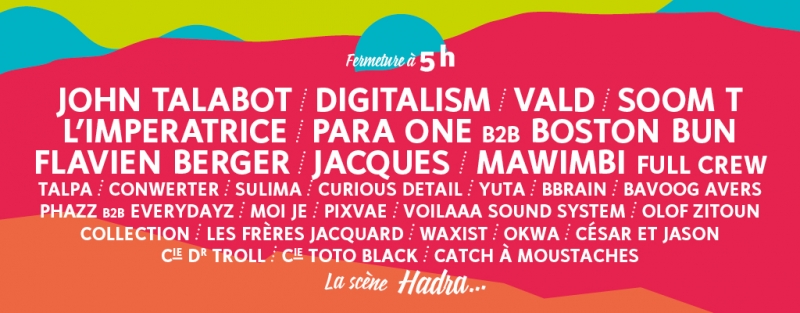 Fermeture à 5h
JOHN TALABOT ⁝ DIGITALISM ⁝ VALD ⁝ SOOM T
L'IMPERATRICE ⁝ PARA ONE B2B BOSTON BUN
FLAVIEN BERGER ⁝ JACQUES ⁝ MAWIMBI FULL CREW
TALPA ⁝ CONWERTER ⁝ SULIMA ⁝ CURIOUS DETAIL ⁝ YUTA ⁝ BBRAIN ⁝ BAVOOG AVERS
PHAZZ B2B EVERYDAYZ ⁝ MOI JE ⁝ PIXVAE ⁝ VOILAAA SOUND SYSTEM ⁝ OLOF ZITOUN
COLLECTION ⁝ LES FRÈRES JACQUARD ⁝ WAXIST ⁝ OKWA ⁝ CÉSAR ET JASON
CIE DR TROLL ⁝ CIE TOTO BLACK ⁝ CATCH À MOUSTACHES
La scène Hadra...